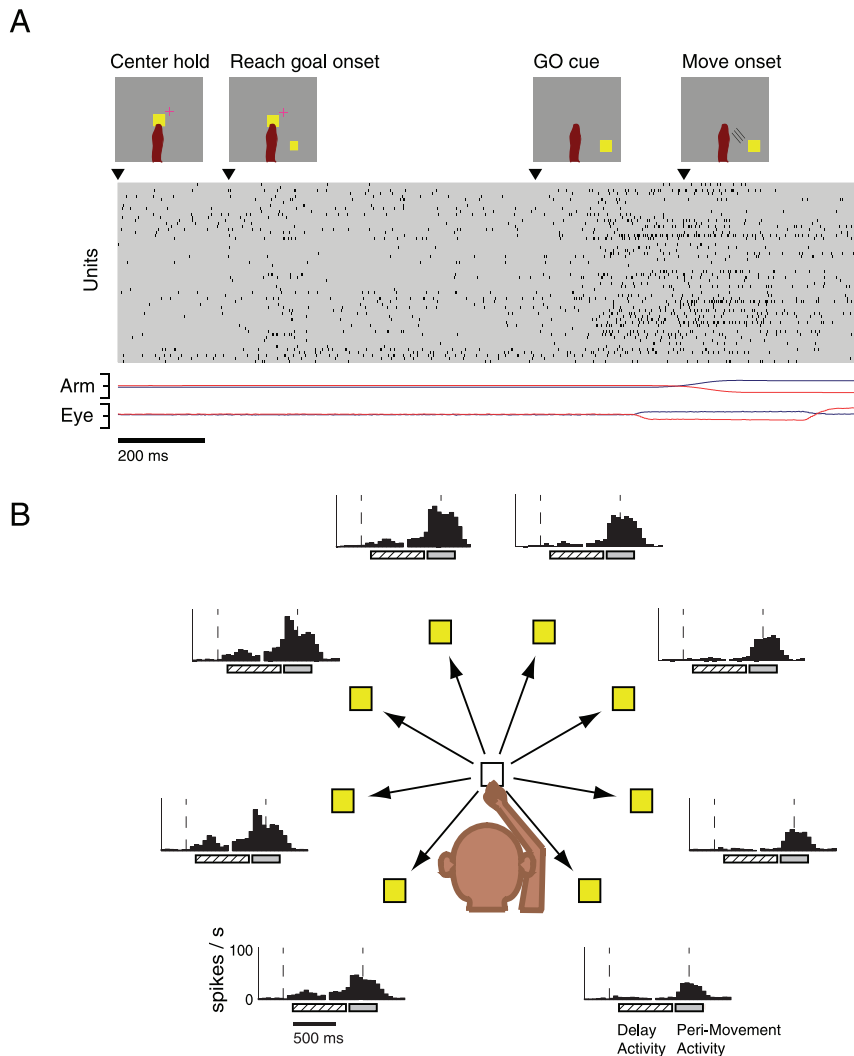 A
Center hold
Reach goal onset
GO cue
Move onset
Units
Arm
Eye
200 ms
B
100
spikes / s
0
500 ms
Delay
Activity
Peri-Movement
Activity